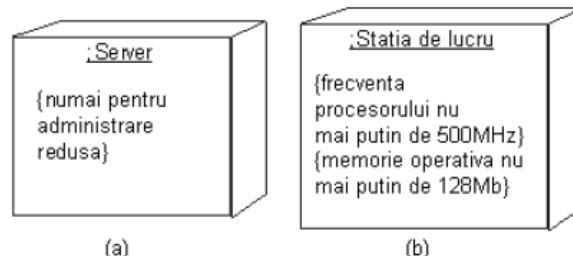 ;Server
{numai pentru
administrare
redusa}
(a)
;Statia de lucru
{frecventa
procesorului nu
mai putin de 500MHz}
{memorie operativa nu
mai putin de 128Mb}
(b)